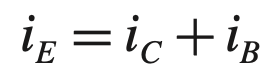 i_E = i_C + i_B